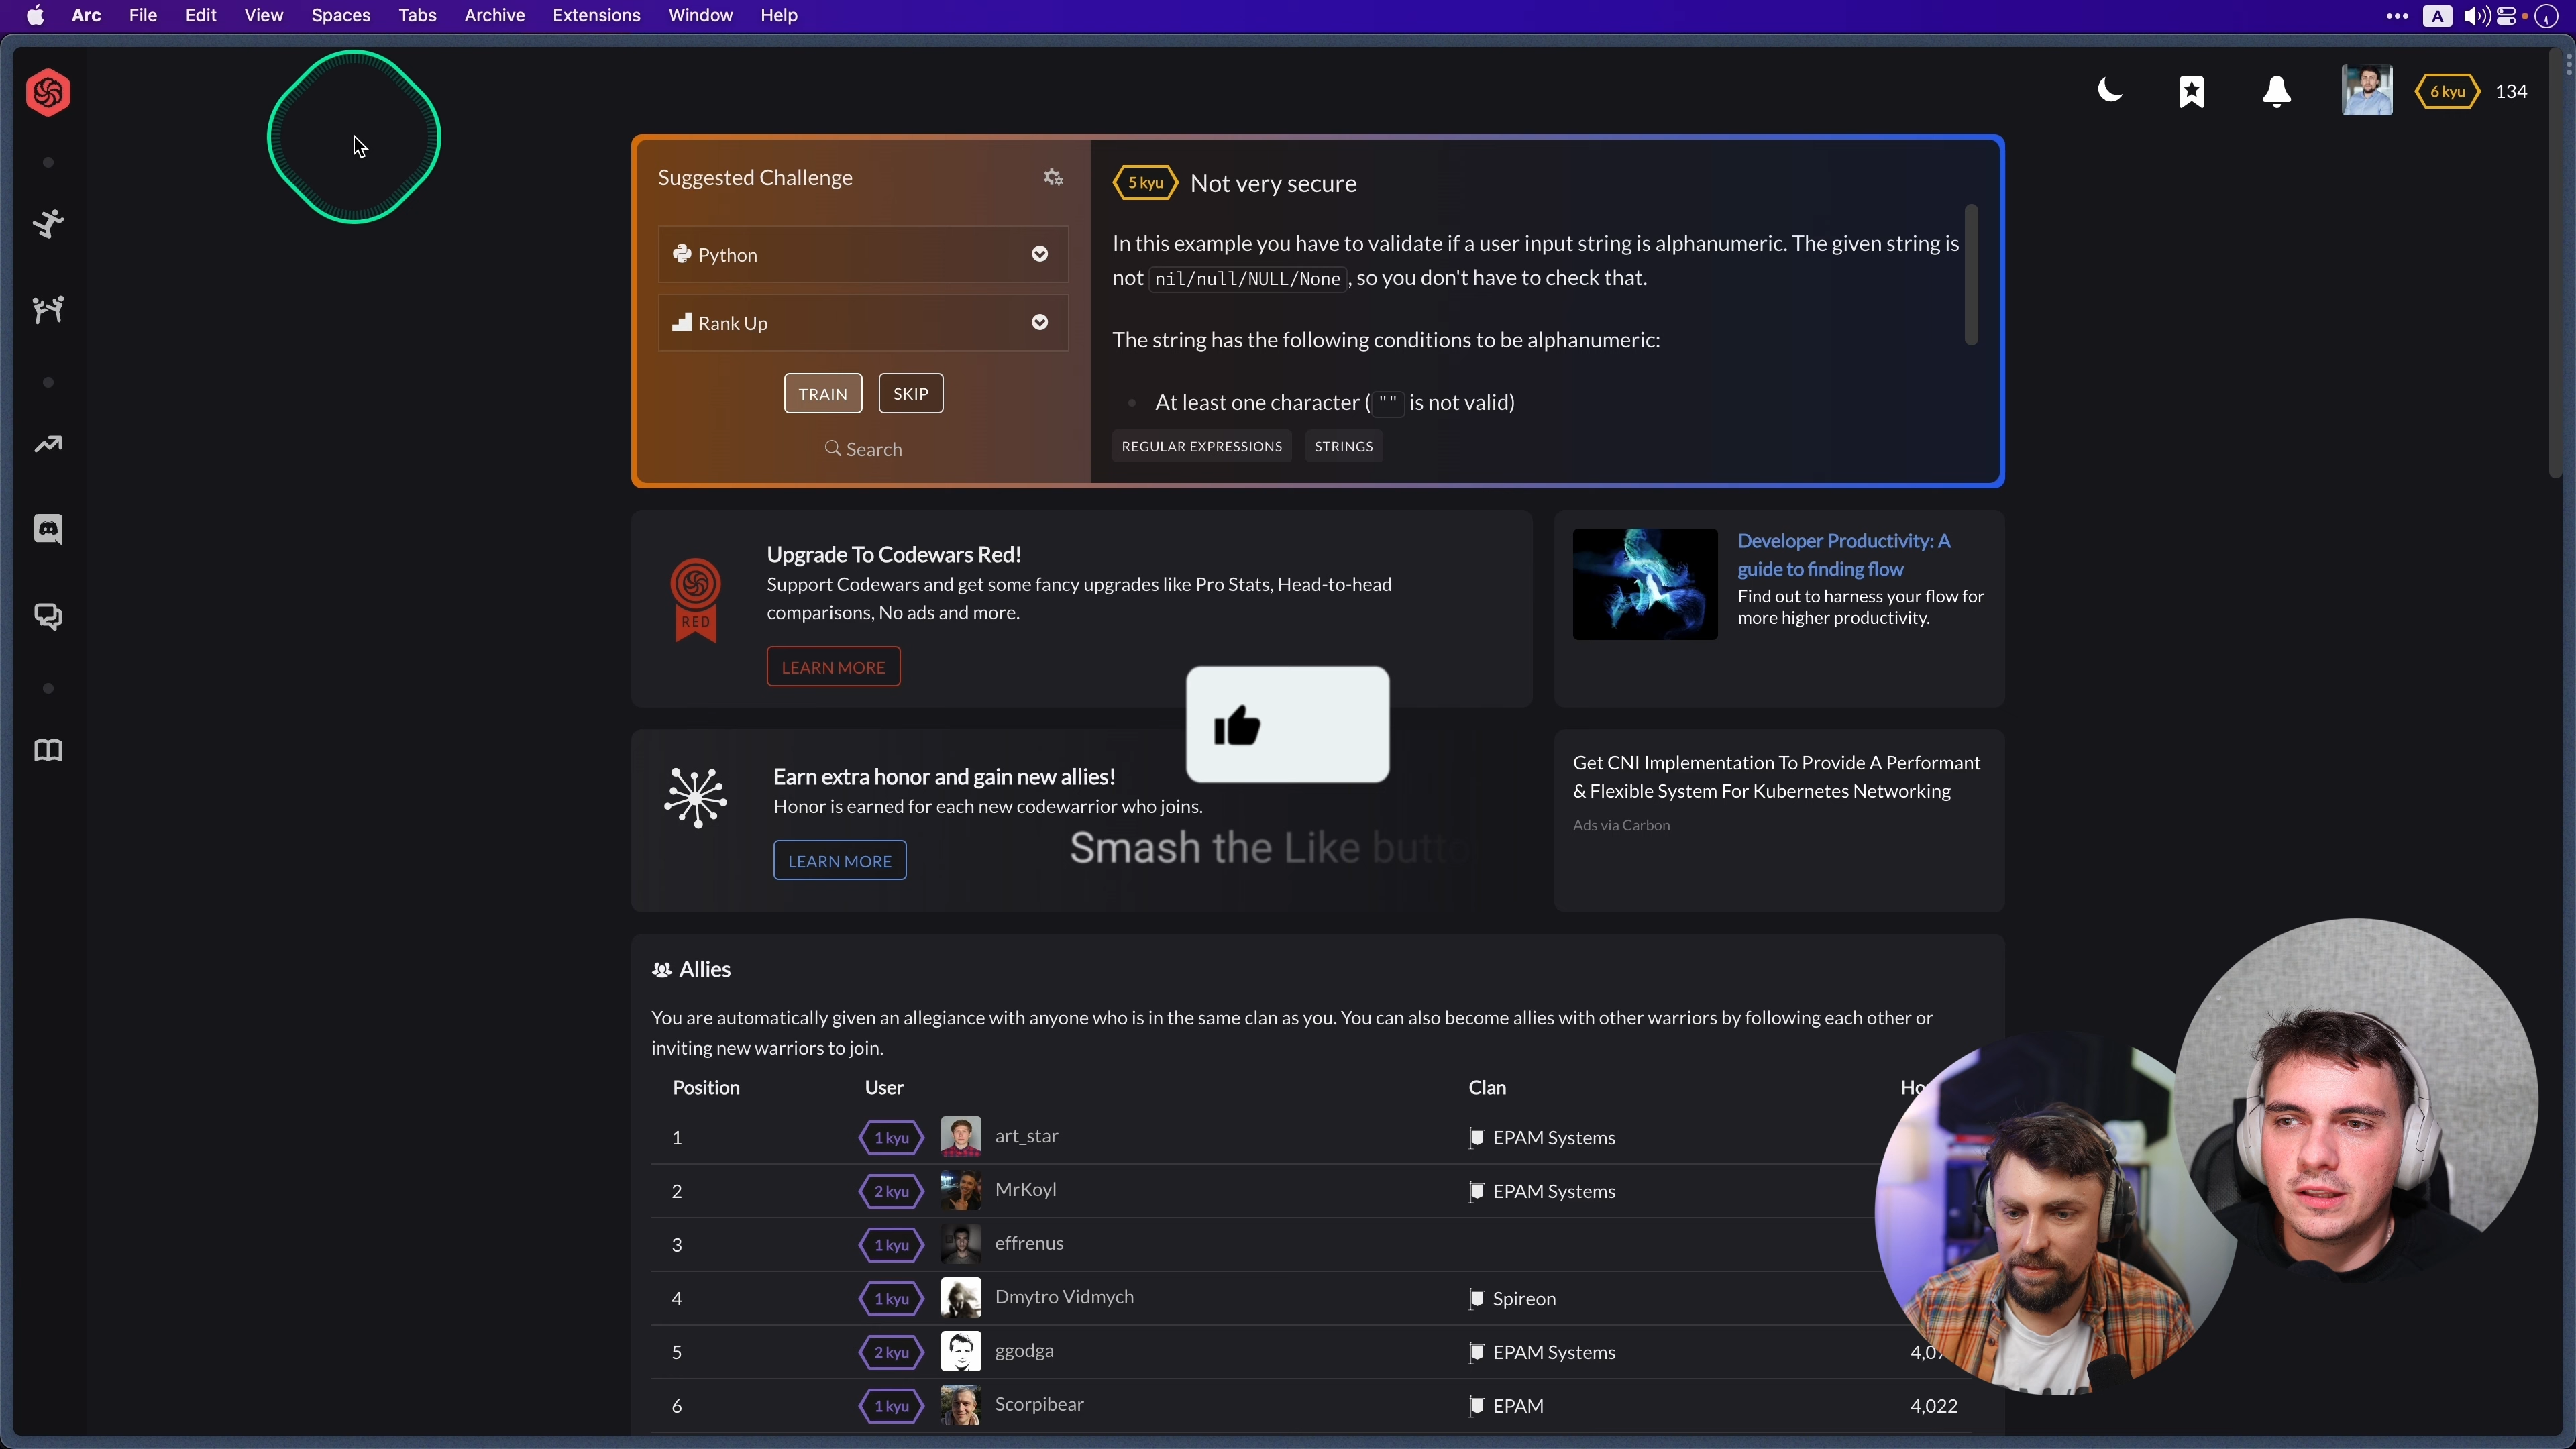 Arc File Edit View Spaces Tabs Archive Extensions Window Help
A
6 kyu 134
Suggested Challenge
Python
Rank Up
TRAIN SKIP
Search
5 kyu Not very secure
In this example you have to validate if a user input string is alphanumeric. The given string is
not nil/null/NULL/None, so you don't have to check that.
The string has the following conditions to be alphanumeric:
At least one character ("" is not valid)
REGULAR EXPRESSIONS STRINGS
RED
Upgrade To Codewars Red!
Support Codewars and get some fancy upgrades like Pro Stats, Head-to-head
comparisons, No ads and more.
LEARN MORE
Developer Productivity: A
guide to finding flow
Find out to harness your flow for
more higher productivity.
Earn extra honor and gain new allies!
Honor is earned for each new codewarrior who joins.
LEARN MORE
Smash the Like butto
Get CNI Implementation To Provide A Performant
& Flexible System For Kubernetes Networking
Ads via Carbon
Allies
You are automatically given an allegiance with anyone who is in the same clan as you. You can also become allies with other warriors by following each other or
inviting new warriors to join.
Position User Clan Ho
1 1 kyu art_star EPAM Systems
2 2 kyu MrKoyl EPAM Systems
3 1 kyu effrenus
4 1 kyu Dmytro Vidmych Spireon
5 2 kyu ggodga EPAM Systems 4,0
6 1 kyu Scorpibear EPAM 4,022